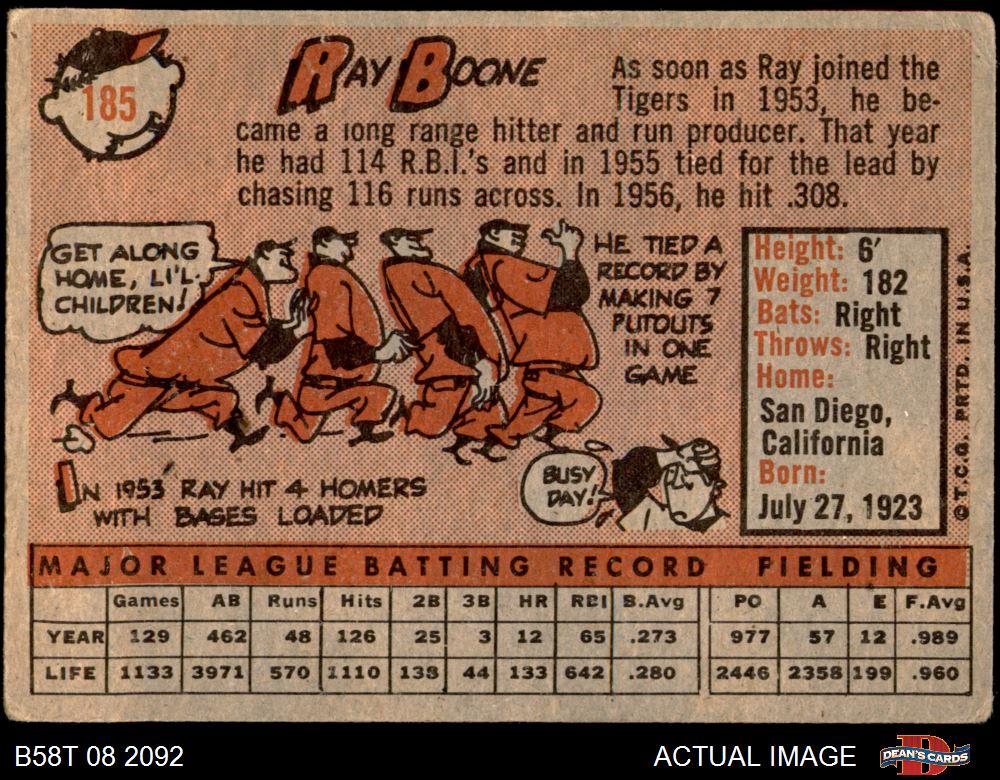 185
RAY BOONE
As soon as Ray joined the
Tigers in 1953, he be-
came a long range hitter and run producer. That year
he had 114 R.B.I.'s and in 1955 tied for the lead by
chasing 116 runs across. In 1956, he hit .308.
GET ALONG
HOME, LI'L
CHILDREN!
HE TIED A
RECORD BY
MAKING 7
PUTOUTS
IN ONE
GAME
IN 1953 RAY HIT 4 HOMERS
WITH BASES LOADED
BUSY
DAY!
Height: 6'
Weight: 182
Bats: Right
Throws: Right
Home:
San Diego,
California
Born:
July 27, 1923
©T.C.G. PRTD. IN U.S.A.
MAJOR LEAGUE BATTING RECORD FIELDING
Games AB Runs Hits 2B 3B HR RBI B.Avg PO A E F.Avg
YEAR 129 462 48 126 25 3 12 65 .273 977 57 12 .989
LIFE 1133 3971 570 1110 138 44 133 642 .280 2446 2358 199 .960
B58T 08 2092
ACTUAL IMAGE
DEAN'S CARDS